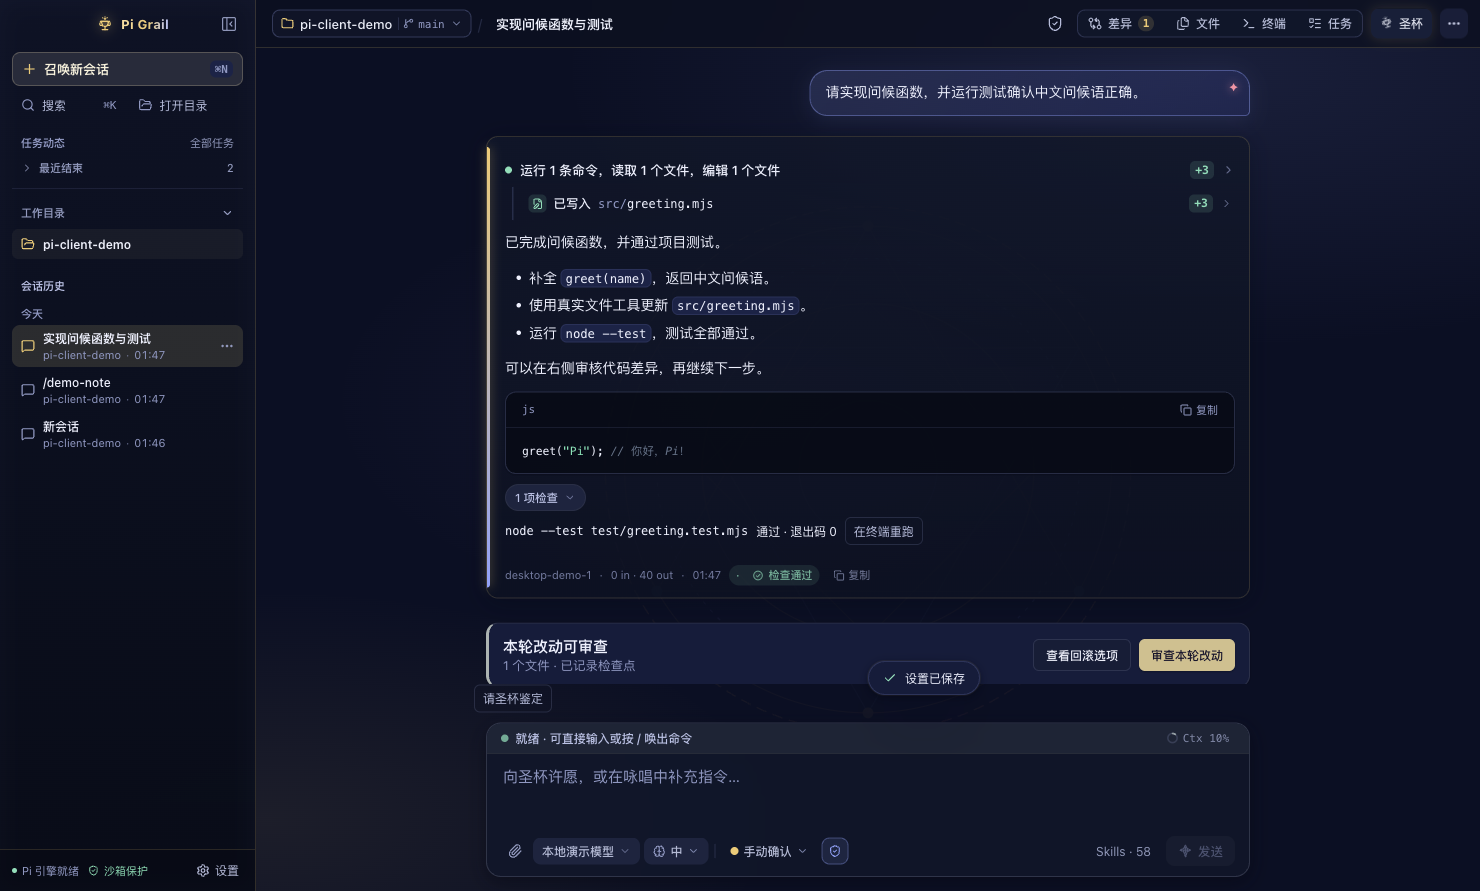 Pi Grail
召唤新会话 ⌘N
搜索 ⌘K 打开目录
任务动态 全部任务
最近结束 2
工作目录
pi-client-demo
会话历史
今天
实现问候函数与测试
pi-client-demo · 01:47
/demo-note
pi-client-demo · 01:47
新会话
pi-client-demo · 01:46
Pi 引擎就绪 沙箱保护 设置
pi-client-demo main / 实现问候函数与测试
差异 1 文件 终端 任务 圣杯
请实现问候函数，并运行测试确认中文问候语正确。
运行 1 条命令，读取 1 个文件，编辑 1 个文件 +3
已写入 src/greeting.mjs +3
已完成问候函数，并通过项目测试。
• 补全 greet(name)，返回中文问候语。
• 使用真实文件工具更新 src/greeting.mjs。
• 运行 node --test，测试全部通过。
可以在右侧审核代码差异，再继续下一步。
js 复制
greet("Pi"); // 你好，Pi!
1 项检查
node --test test/greeting.test.mjs 通过 · 退出码 0 在终端重跑
desktop-demo-1 · 0 in · 40 out · 01:47 · 检查通过 复制
本轮改动可审查
1 个文件 · 已记录检查点
查看回滚选项 审查本轮改动
设置已保存
请圣杯鉴定
就绪 · 可直接输入或按 / 唤出命令 Ctx 10%
向圣杯许愿，或在咏唱中补充指令...
本地演示模型 中 手动确认 Skills · 58 发送